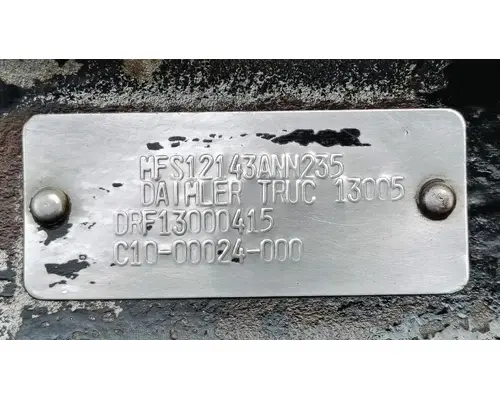 MFS12143ANN235
DAIMLER TRUC 13005
DRF13000415
C10-00024-000